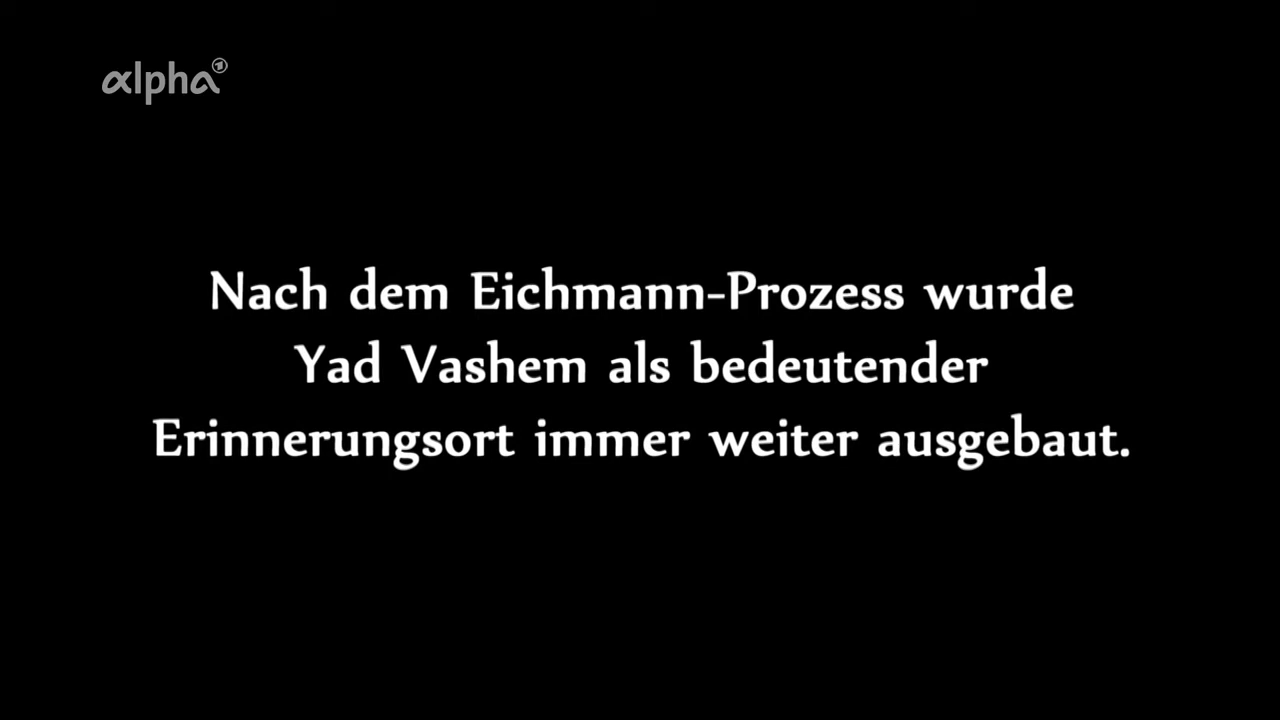 alpha
Nach dem Eichmann-Prozess wurde
Yad Vashem als bedeutender
Erinnerungsort immer weiter ausgebaut.